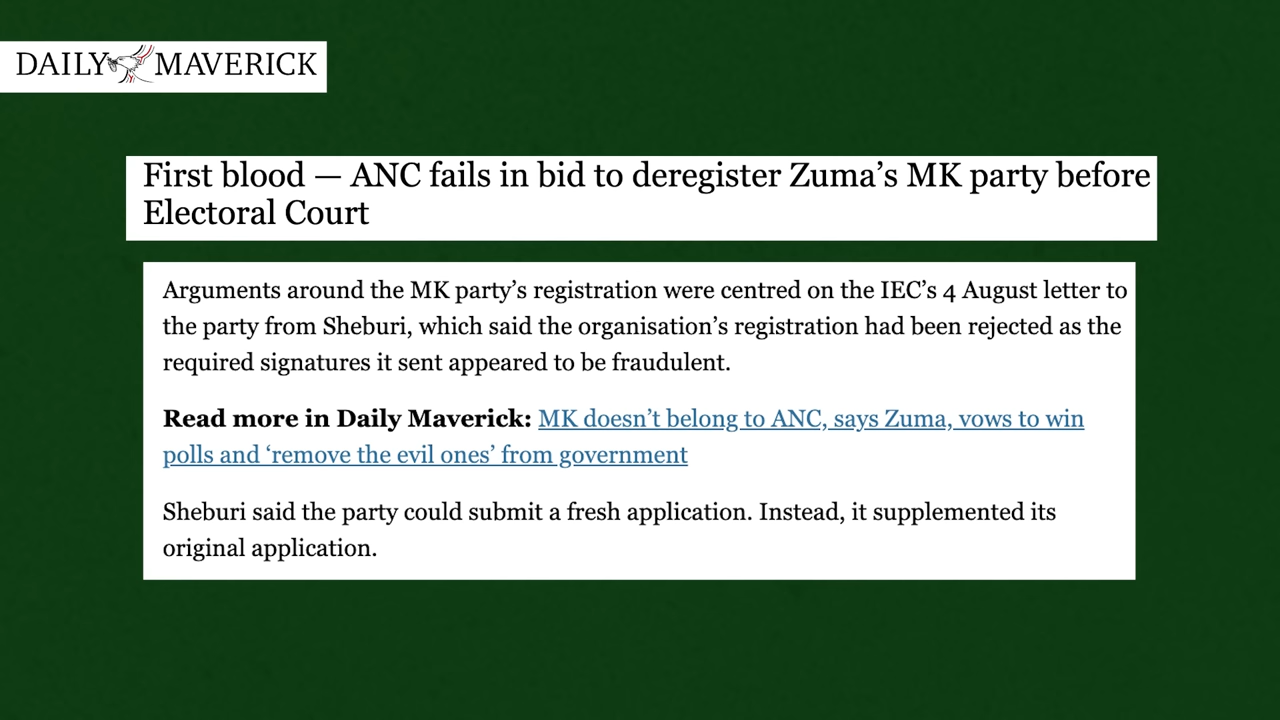 DAILY MAVERICK
First blood — ANC fails in bid to deregister Zuma’s MK party before
Electoral Court
Arguments around the MK party’s registration were centred on the IEC’s 4 August letter to
the party from Sheburi, which said the organisation’s registration had been rejected as the
required signatures it sent appeared to be fraudulent.
Read more in Daily Maverick: MK doesn’t belong to ANC, says Zuma, vows to win
polls and ‘remove the evil ones’ from government
Sheburi said the party could submit a fresh application. Instead, it supplemented its
original application.